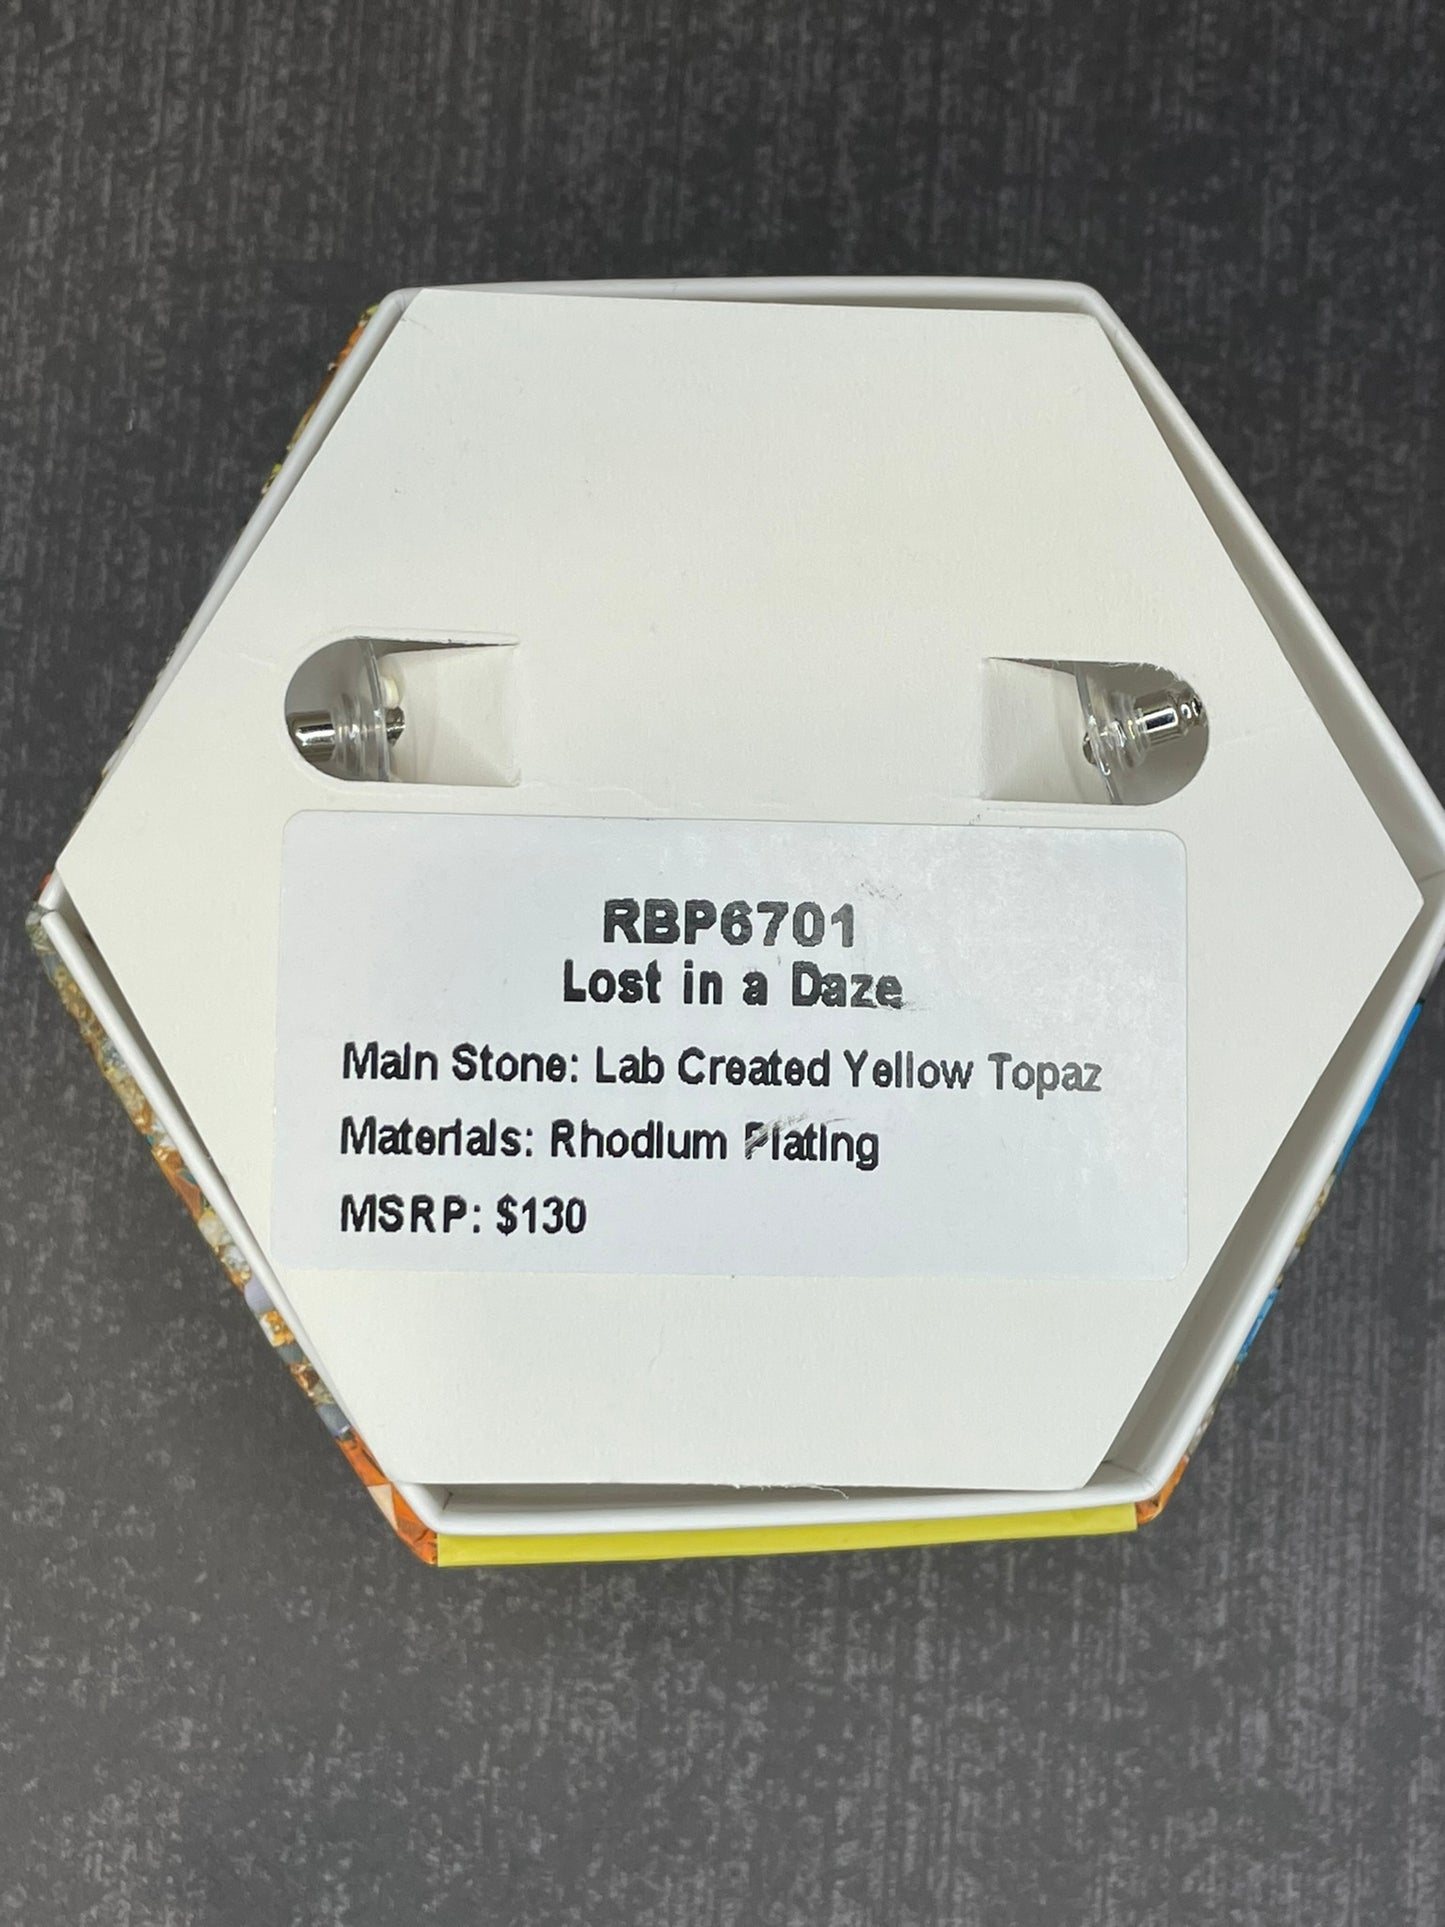 RBP6701
Lost in a Daze
Main Stone: Lab Created Yellow Topaz
Materials: Rhodium Plating
MSRP: $130